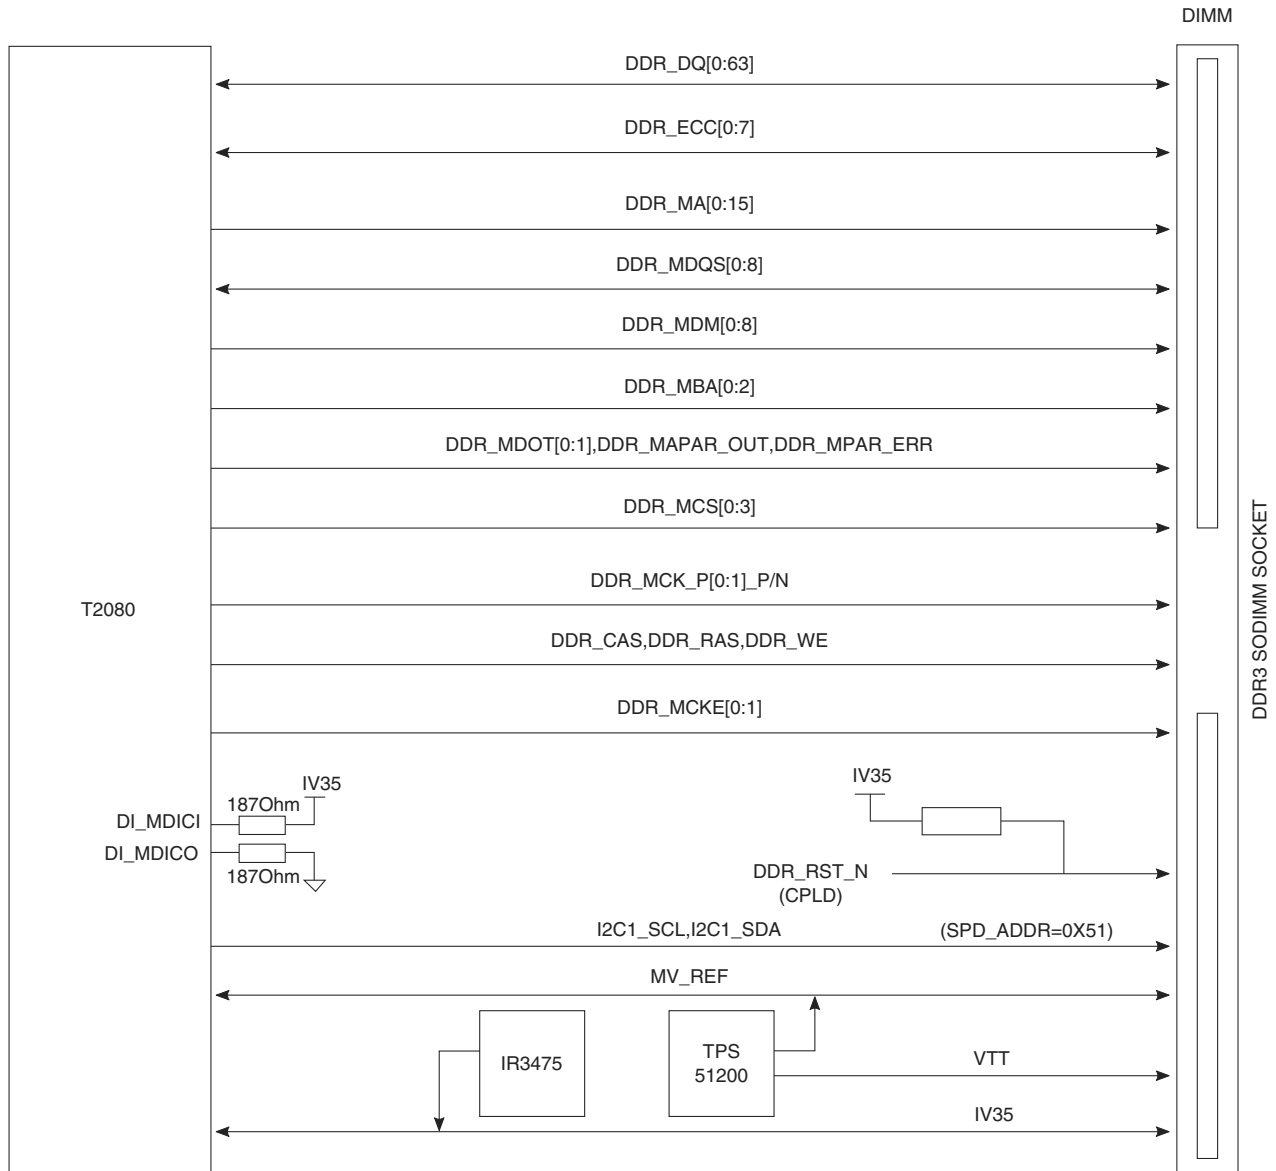 DIMM
DDR_DQ[0:63]
DDR_ECC[0:7]
DDR_MA[0:15]
DDR_MDQS[0:8]
DDR_MDM[0:8]
DDR_MBA[0:2]
DDR_MDOT[0:1],DDR_MAPAR_OUT,DDR_MPAR_ERR
DDR_MCS[0:3]
DDR_MCK_P[0:1]_P/N
T2080
DDR_CAS,DDR_RAS,DDR_WE
DDR3 SODIMM SOCKET
DDR_MCKE[0:1]
IV35
187Ohm
DI_MDICI
DI_MDICO
187Ohm
IV35
DDR_RST_N
(CPLD)
I2C1_SCL,I2C1_SDA
(SPD_ADDR=0X51)
MV_REF
IR3475
TPS
51200
VTT
IV35